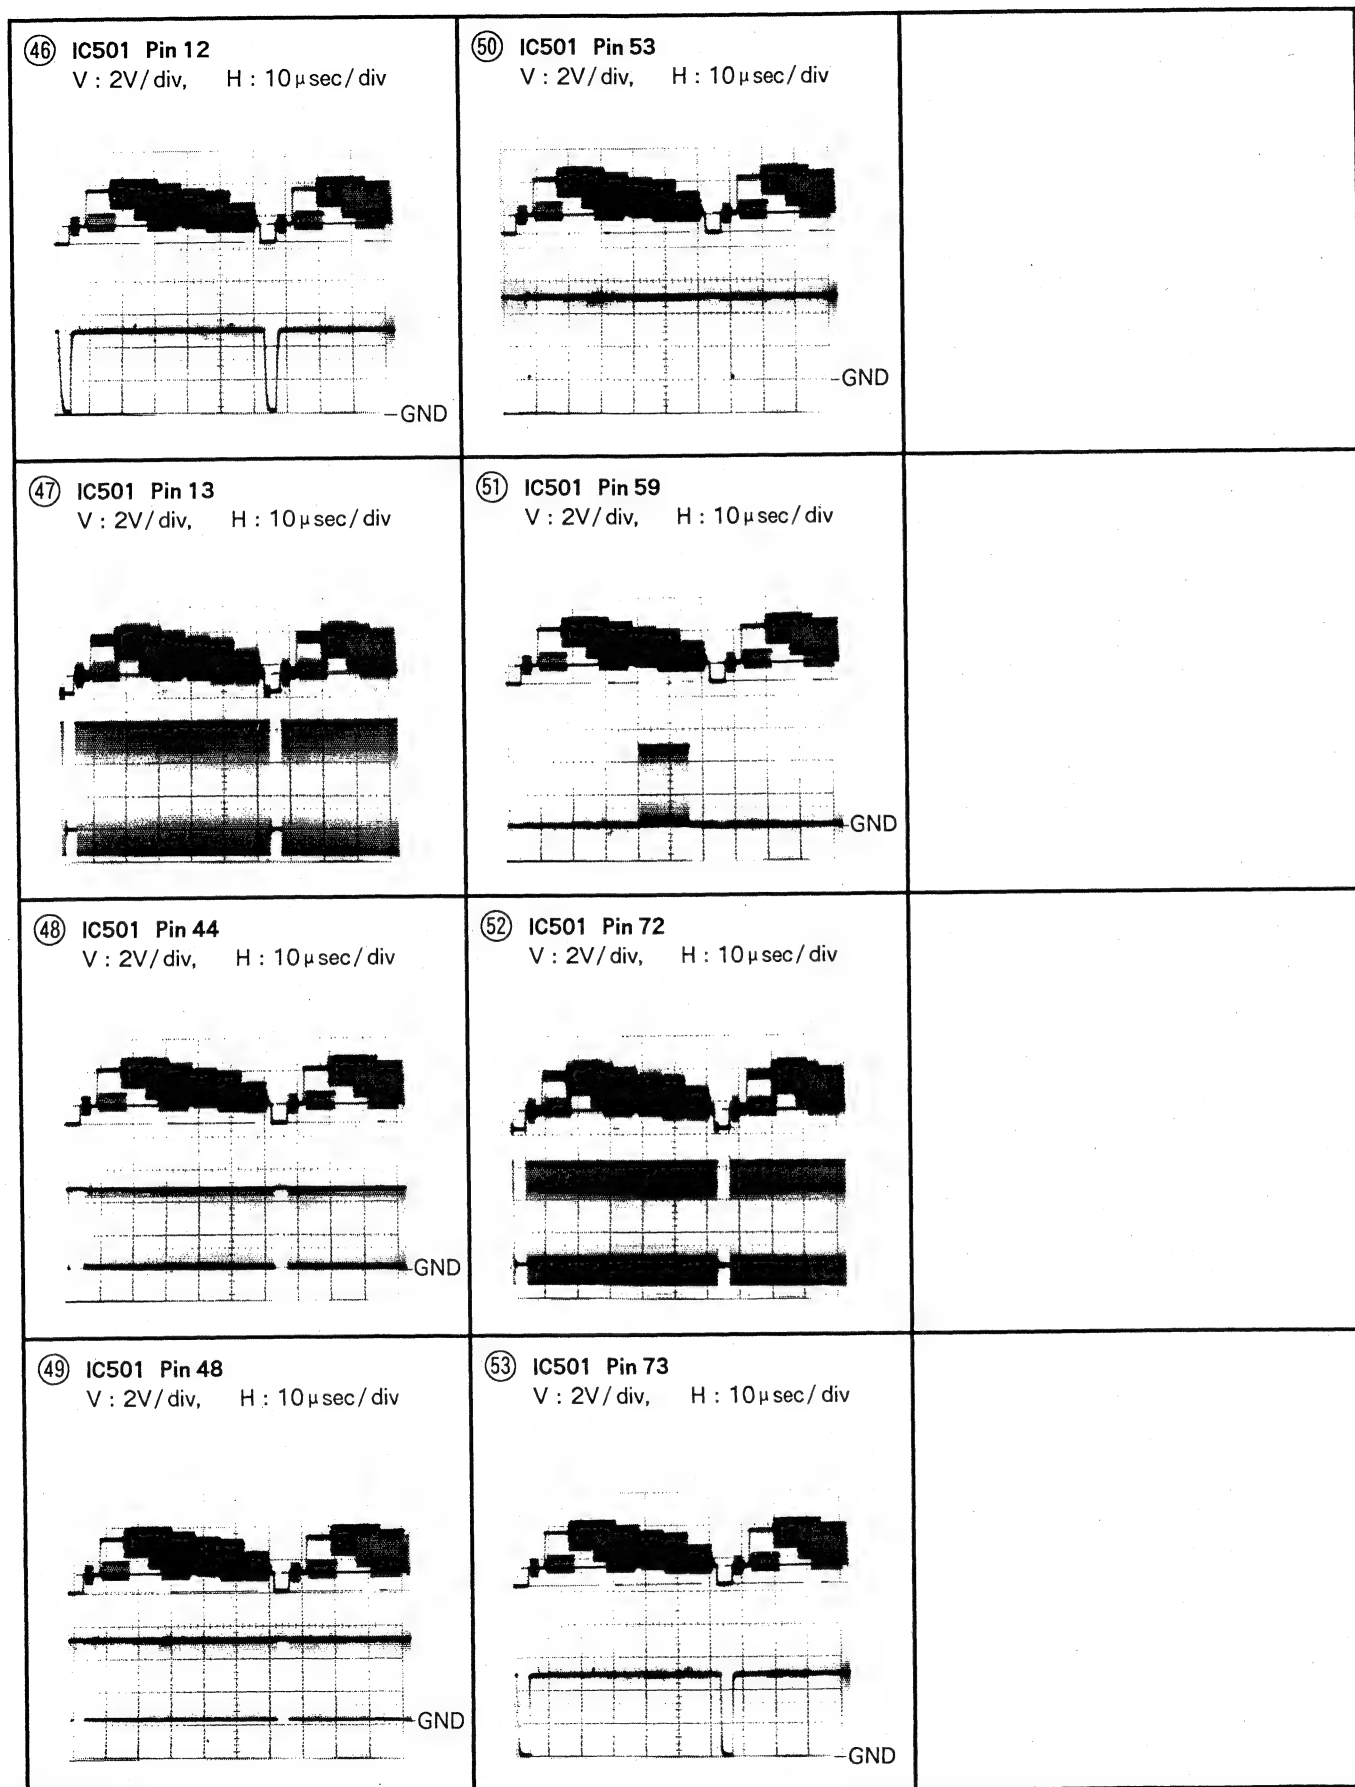 ㊻ IC501 Pin 12
V : 2V/div, H : 10μsec/div
-GND
㊼ IC501 Pin 13
V : 2V/div, H : 10μsec/div
㊽ IC501 Pin 44
V : 2V/div, H : 10μsec/div
-GND
㊾ IC501 Pin 48
V : 2V/div, H : 10μsec/div
-GND
㊿ IC501 Pin 53
V : 2V/div, H : 10μsec/div
-GND
(51) IC501 Pin 59
V : 2V/div, H : 10μsec/div
-GND
(52) IC501 Pin 72
V : 2V/div, H : 10μsec/div
(53) IC501 Pin 73
V : 2V/div, H : 10μsec/div
-GND